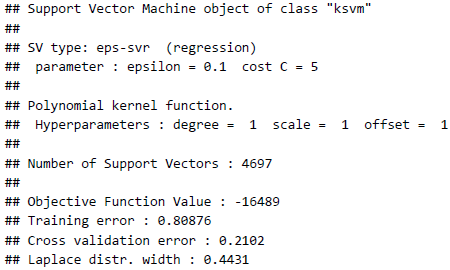 ## Support Vector Machine object of class "ksvm"
##
## SV type: eps-svr  (regression)
##  parameter : epsilon = 0.1  cost C = 5
##
## Polynomial kernel function.
##  Hyperparameters : degree =  1  scale =  1  offset =  1
##
## Number of Support Vectors : 4697
##
## Objective Function Value : -16489
## Training error : 0.80876
## Cross validation error : 0.2102
## Laplace distr. width : 0.4431